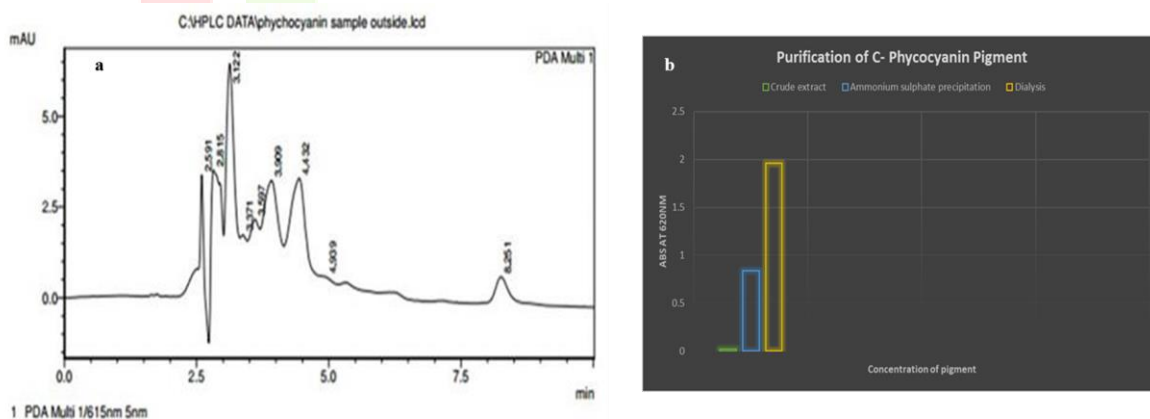 C:\HPLC DATA\phychocyanin sample outside.lcd
mAU
a
PDA Multi 1
5.0
2.5
0.0
2.591
2.815
3.122
3.371
3.597
3.909
4.432
4.939
8.251
0.0
2.5
5.0
7.5
min
1 PDA Multi 1/615nm 5nm
b
Purification of C- Phycocyanin Pigment
Crude extract
Ammonium sulphate precipitation
Dialysis
2.5
2
1.5
1
0.5
0
ABS AT 620NM
Concentration of pigment